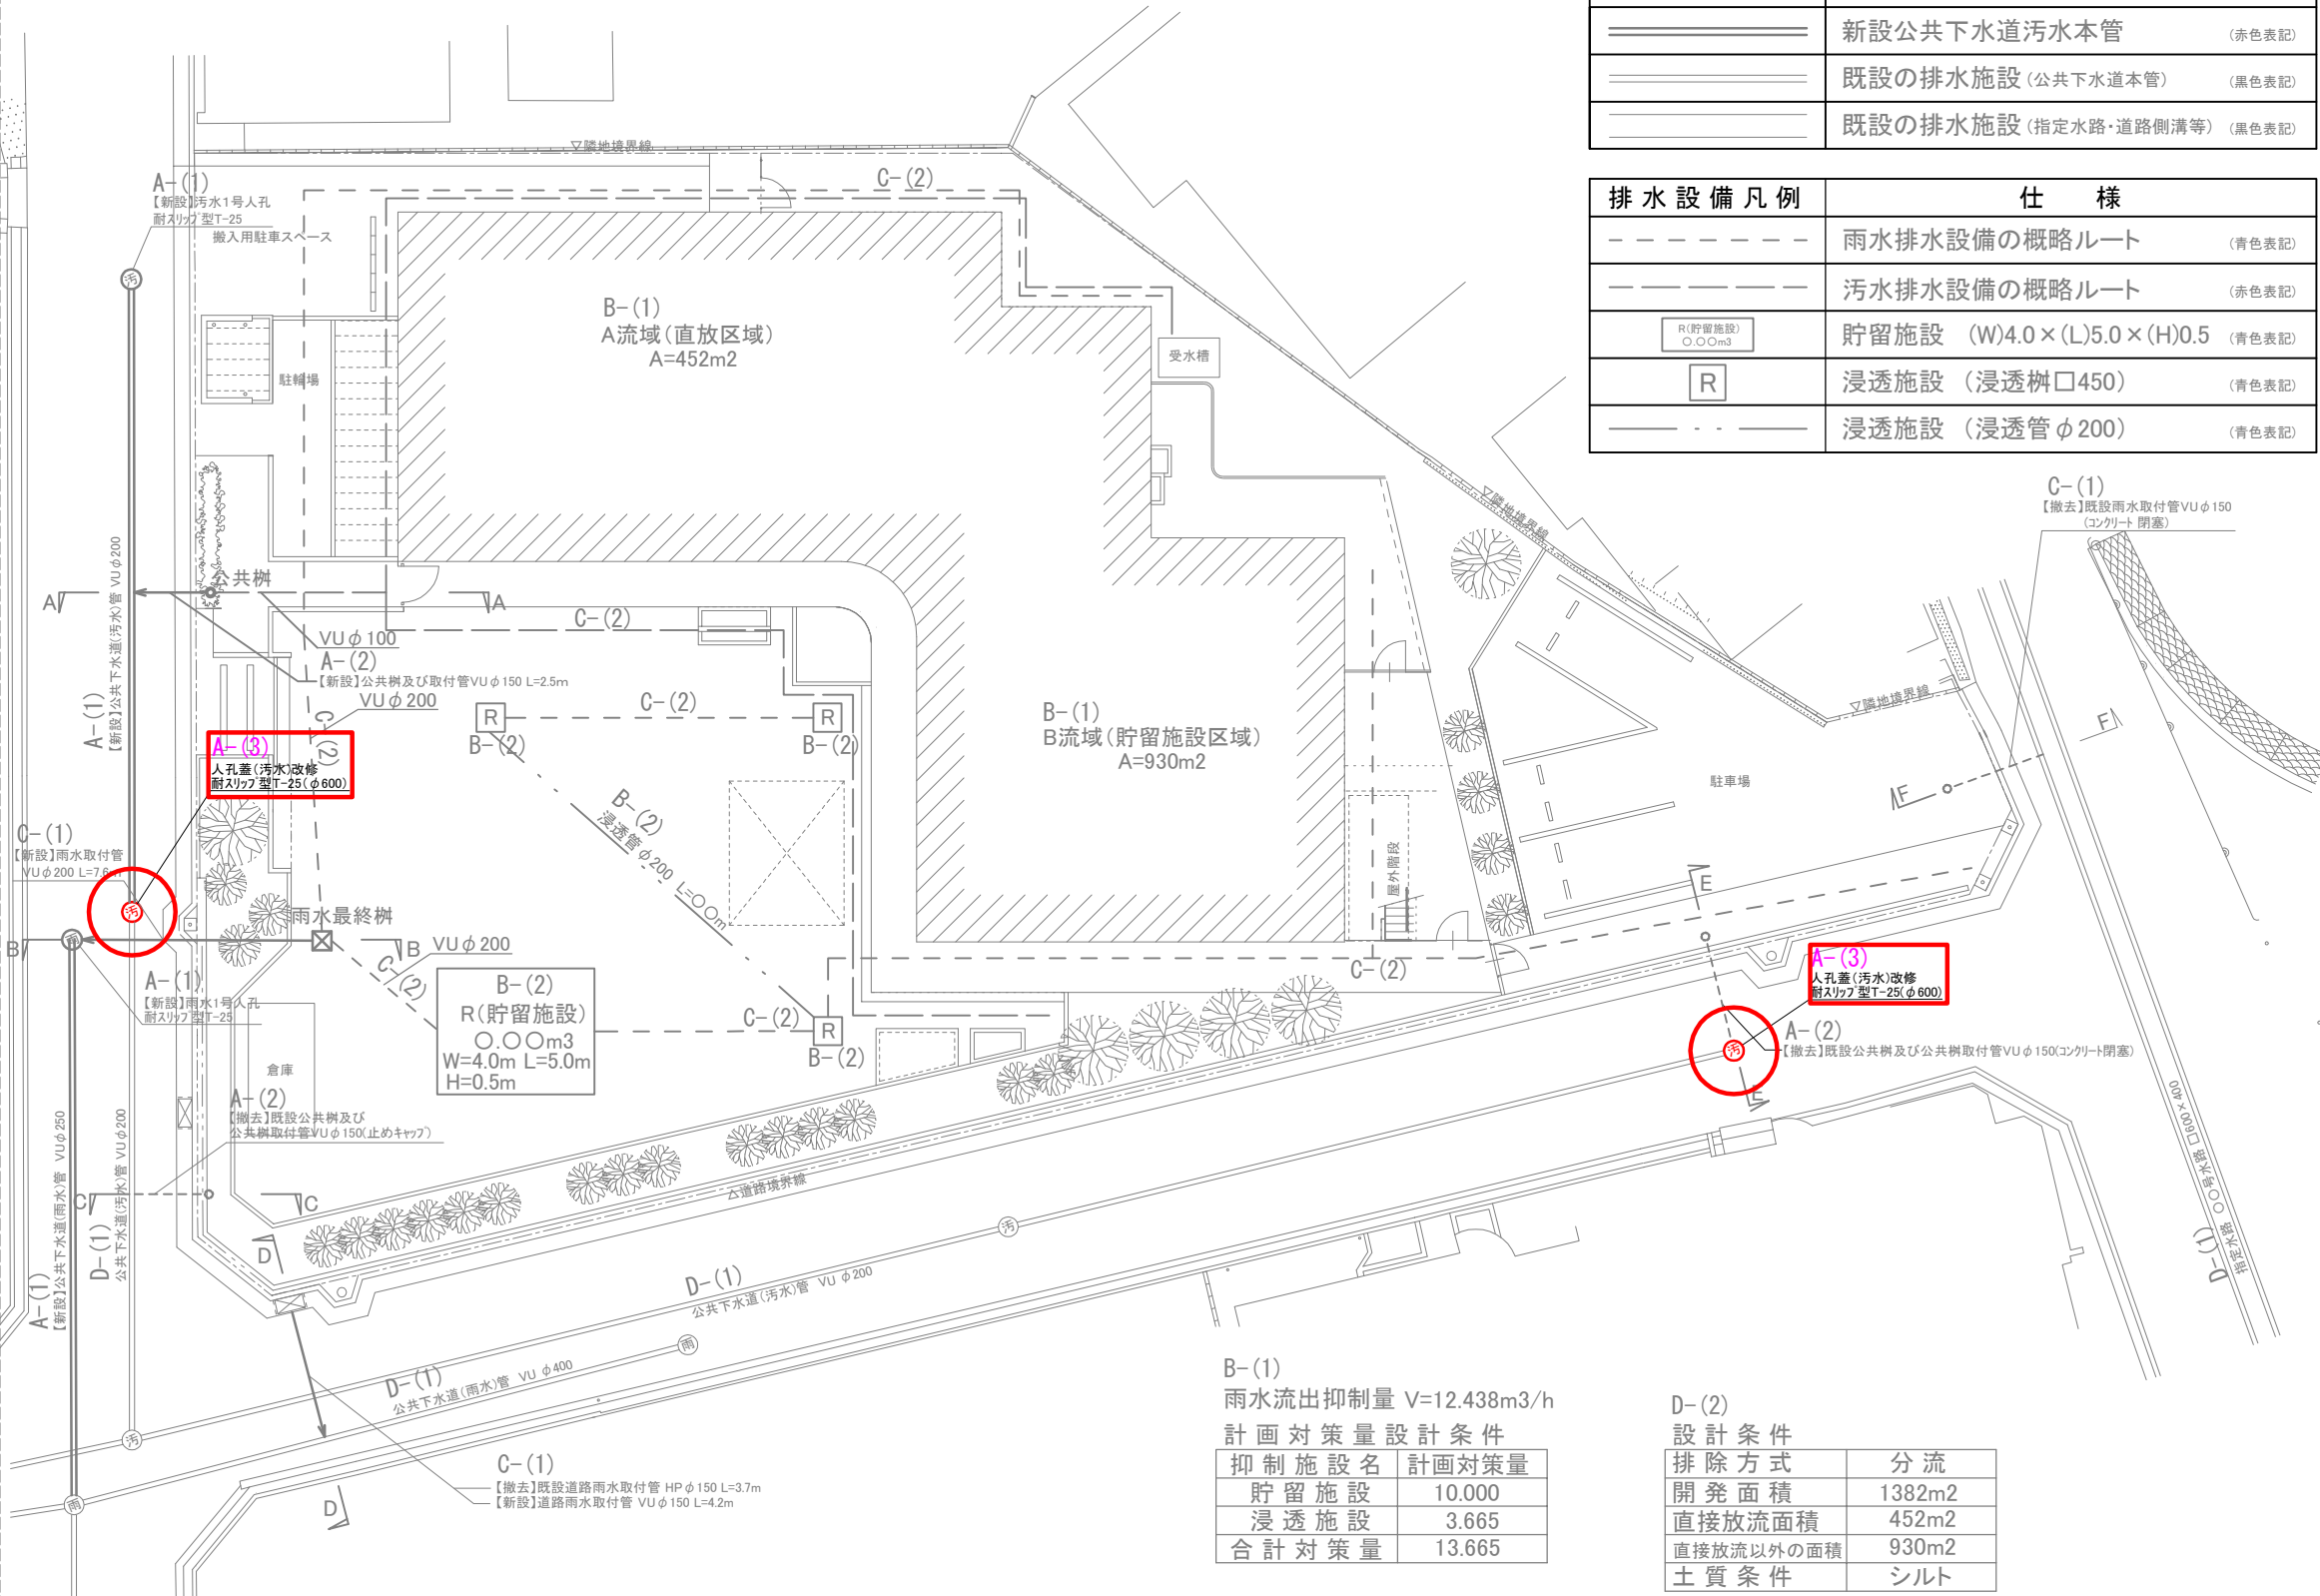 新設公共下水道汚水本管 (赤色表記)
既設の排水施設(公共下水道本管) (黒色表記)
既設の排水施設(指定水路・道路側溝等) (黒色表記)
排水設備凡例 仕様
雨水排水設備の概略ルート (青色表記)
汚水排水設備の概略ルート (赤色表記)
R(貯留施設)
〇.〇〇m3
貯留施設 (W)4.0×(L)5.0×(H)0.5 (青色表記)
R 浸透施設 (浸透桝□450) (青色表記)
浸透施設 (浸透管φ200) (青色表記)
▽隣地境界線
A-(1)
【新設】汚水1号人孔
耐スリップ型T-25
搬入用駐車スペース
汚
C-(2)
B-(1)
A流域(直放区域)
A=452m2
受水槽
駐輪場
▽隣地境界線
C-(1)
【撤去】既設雨水取付管VUφ150
(コンクリート閉塞)
A-(1)
【新設】公共下水道(汚水)管 VUφ200
公共桝
A
A
VUφ100
A-(2)
【新設】公共桝及び取付管VUφ150 L=2.5m
VUφ200
C-(2)
C-(2)
C-(2)
R
B-(2)
R
B-(2)
B-(1)
B流域(貯留施設区域)
A=930m2
▽隣地境界線
F
F
駐車場
A-(3)
人孔蓋(汚水)改修
耐スリップ型T-25(φ600)
B-(2)
浸透管φ200 L=〇〇m
屋外階段
C-(1)
【新設】雨水取付管
VUφ200 L=7.6m
汚
雨
雨水最終桝
B
B
VUφ200
C-(2)
E
E
A-(1)
【新設】雨水1号人孔
耐スリップ型T-25
B-(2)
R(貯留施設)
〇.〇〇m3
W=4.0m L=5.0m
H=0.5m
C-(2)
R
B-(2)
C-(2)
A-(3)
人孔蓋(汚水)改修
耐スリップ型T-25(φ600)
汚
A-(2)
【撤去】既設公共桝及び公共桝取付管VUφ150(コンクリート閉塞)
倉庫
A-(2)
【撤去】既設公共桝及び
公共桝取付管VUφ150(止めキャップ)
C
C
A-(1)
【新設】公共下水道(雨水)管 VUφ250
D-(1)
公共下水道(汚水)管 VUφ200
△道路境界線
D
D
汚
D-(1)
公共下水道(汚水)管 VUφ200
雨
D-(1)
公共下水道(雨水)管 VUφ400
汚
雨
D-(1)
指定水路 〇〇号水路 □600×400
C-(1)
【撤去】既設道路雨水取付管 HPφ150 L=3.7m
【新設】道路雨水取付管 VUφ150 L=4.2m
B-(1)
雨水流出抑制量 V=12.438m3/h
計画対策量設計条件
抑制施設名 計画対策量
貯留施設 10.000
浸透施設 3.665
合計対策量 13.665
D-(2)
設計条件
排除方式 分流
開発面積 1382m2
直接放流面積 452m2
直接放流以外の面積 930m2
土質条件 シルト